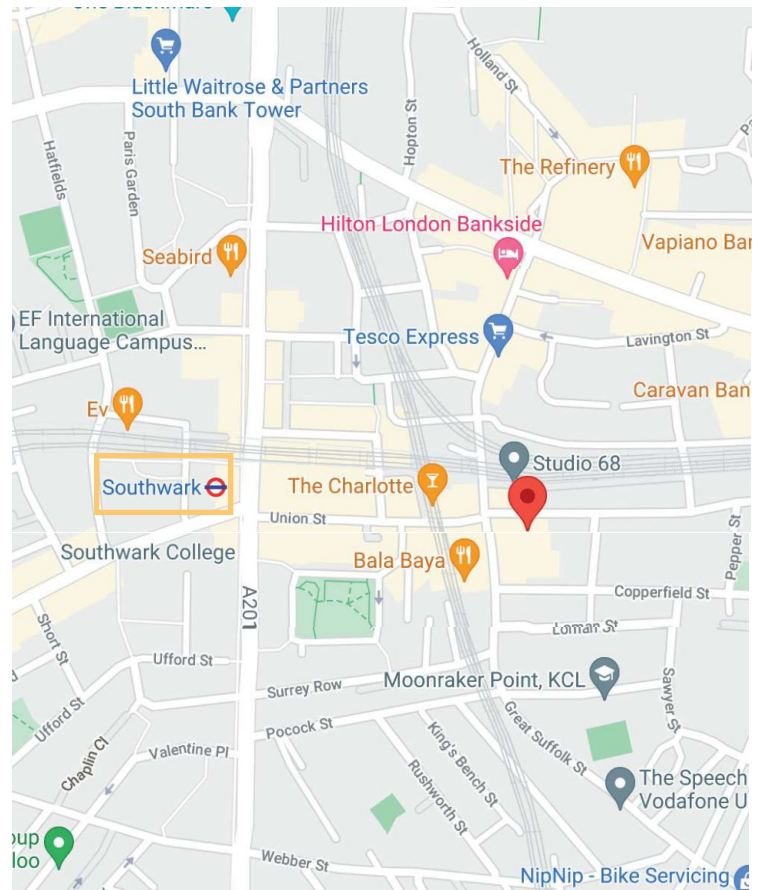 One Blackfriars
Little Waitrose & Partners
South Bank Tower
Holland St
Hopton St
Paris Garden
Hatfields
The Refinery
Hilton London Bankside
Seabird
Vapiano Bar
EF International
Language Campus...
Tesco Express
Lavington St
Caravan Ban
Ev
Studio 68
Southwark
The Charlotte
Union St
Southwark College
Bala Baya
Pepper St
Copperfield St
A201
Loman St
Short St
Ufford St
Moonraker Point, KCL
Surrey Row
Sawyer St
Ufford St
Pocock St
Great Suffolk St
Valentine Pl
King's Bench St
Chaplin Cl
Rushworth St
The Speech
Vodafone U
oup
loo
Webber St
NipNip - Bike Servicing